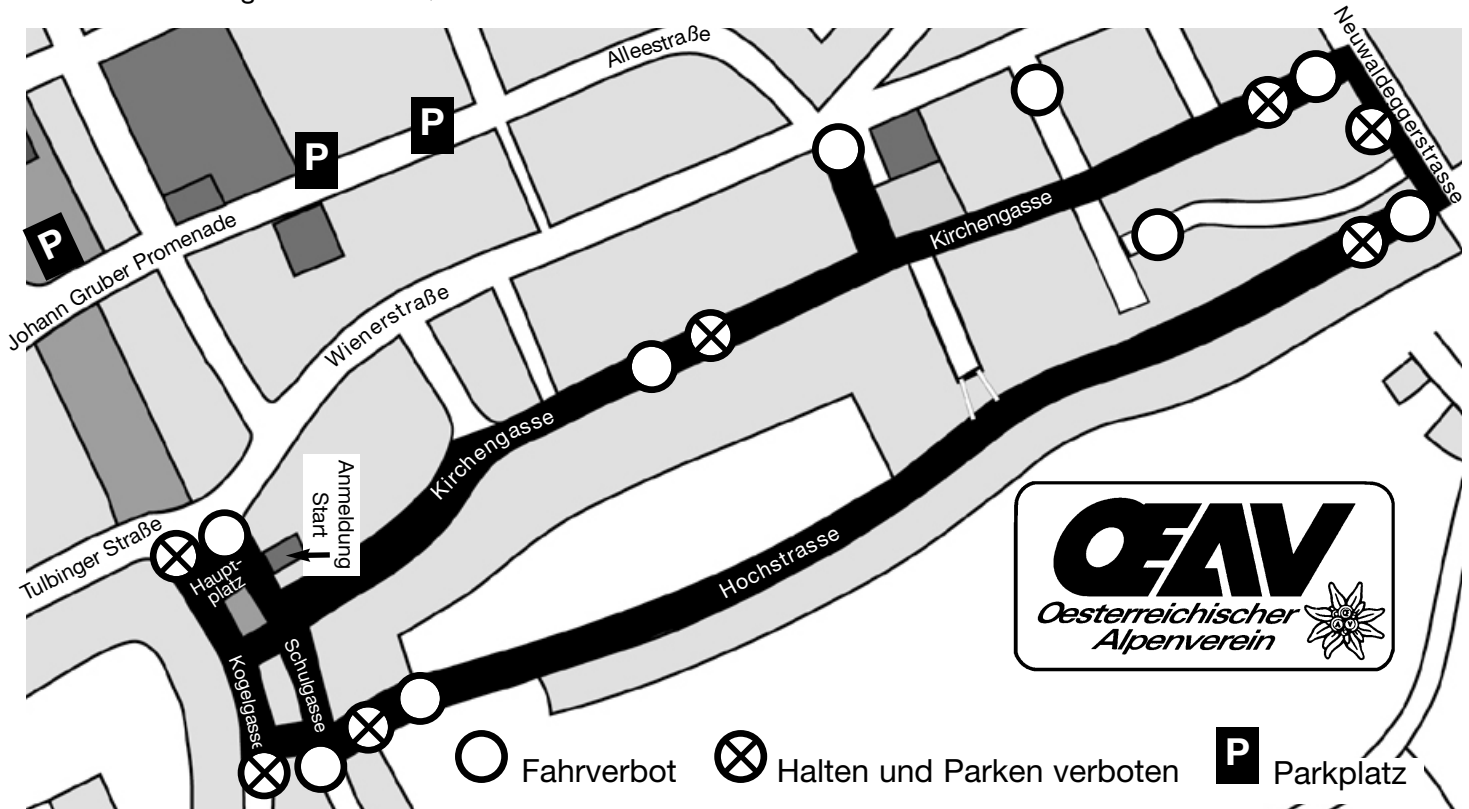 Alleestraße
Neuwaldeggerstrasse
P
P
P
Johann Gruber Promenade
Kirchengasse
Wienerstraße
Kirchengasse
Anmeldung
Start
Tulbinger Straße
Haupt-
platz
Hochstrasse
Kogelgasse
Schulgasse
ŒAV
Oesterreichischer
Alpenverein
Fahrverbot
Halten und Parken verboten
P
Parkplatz